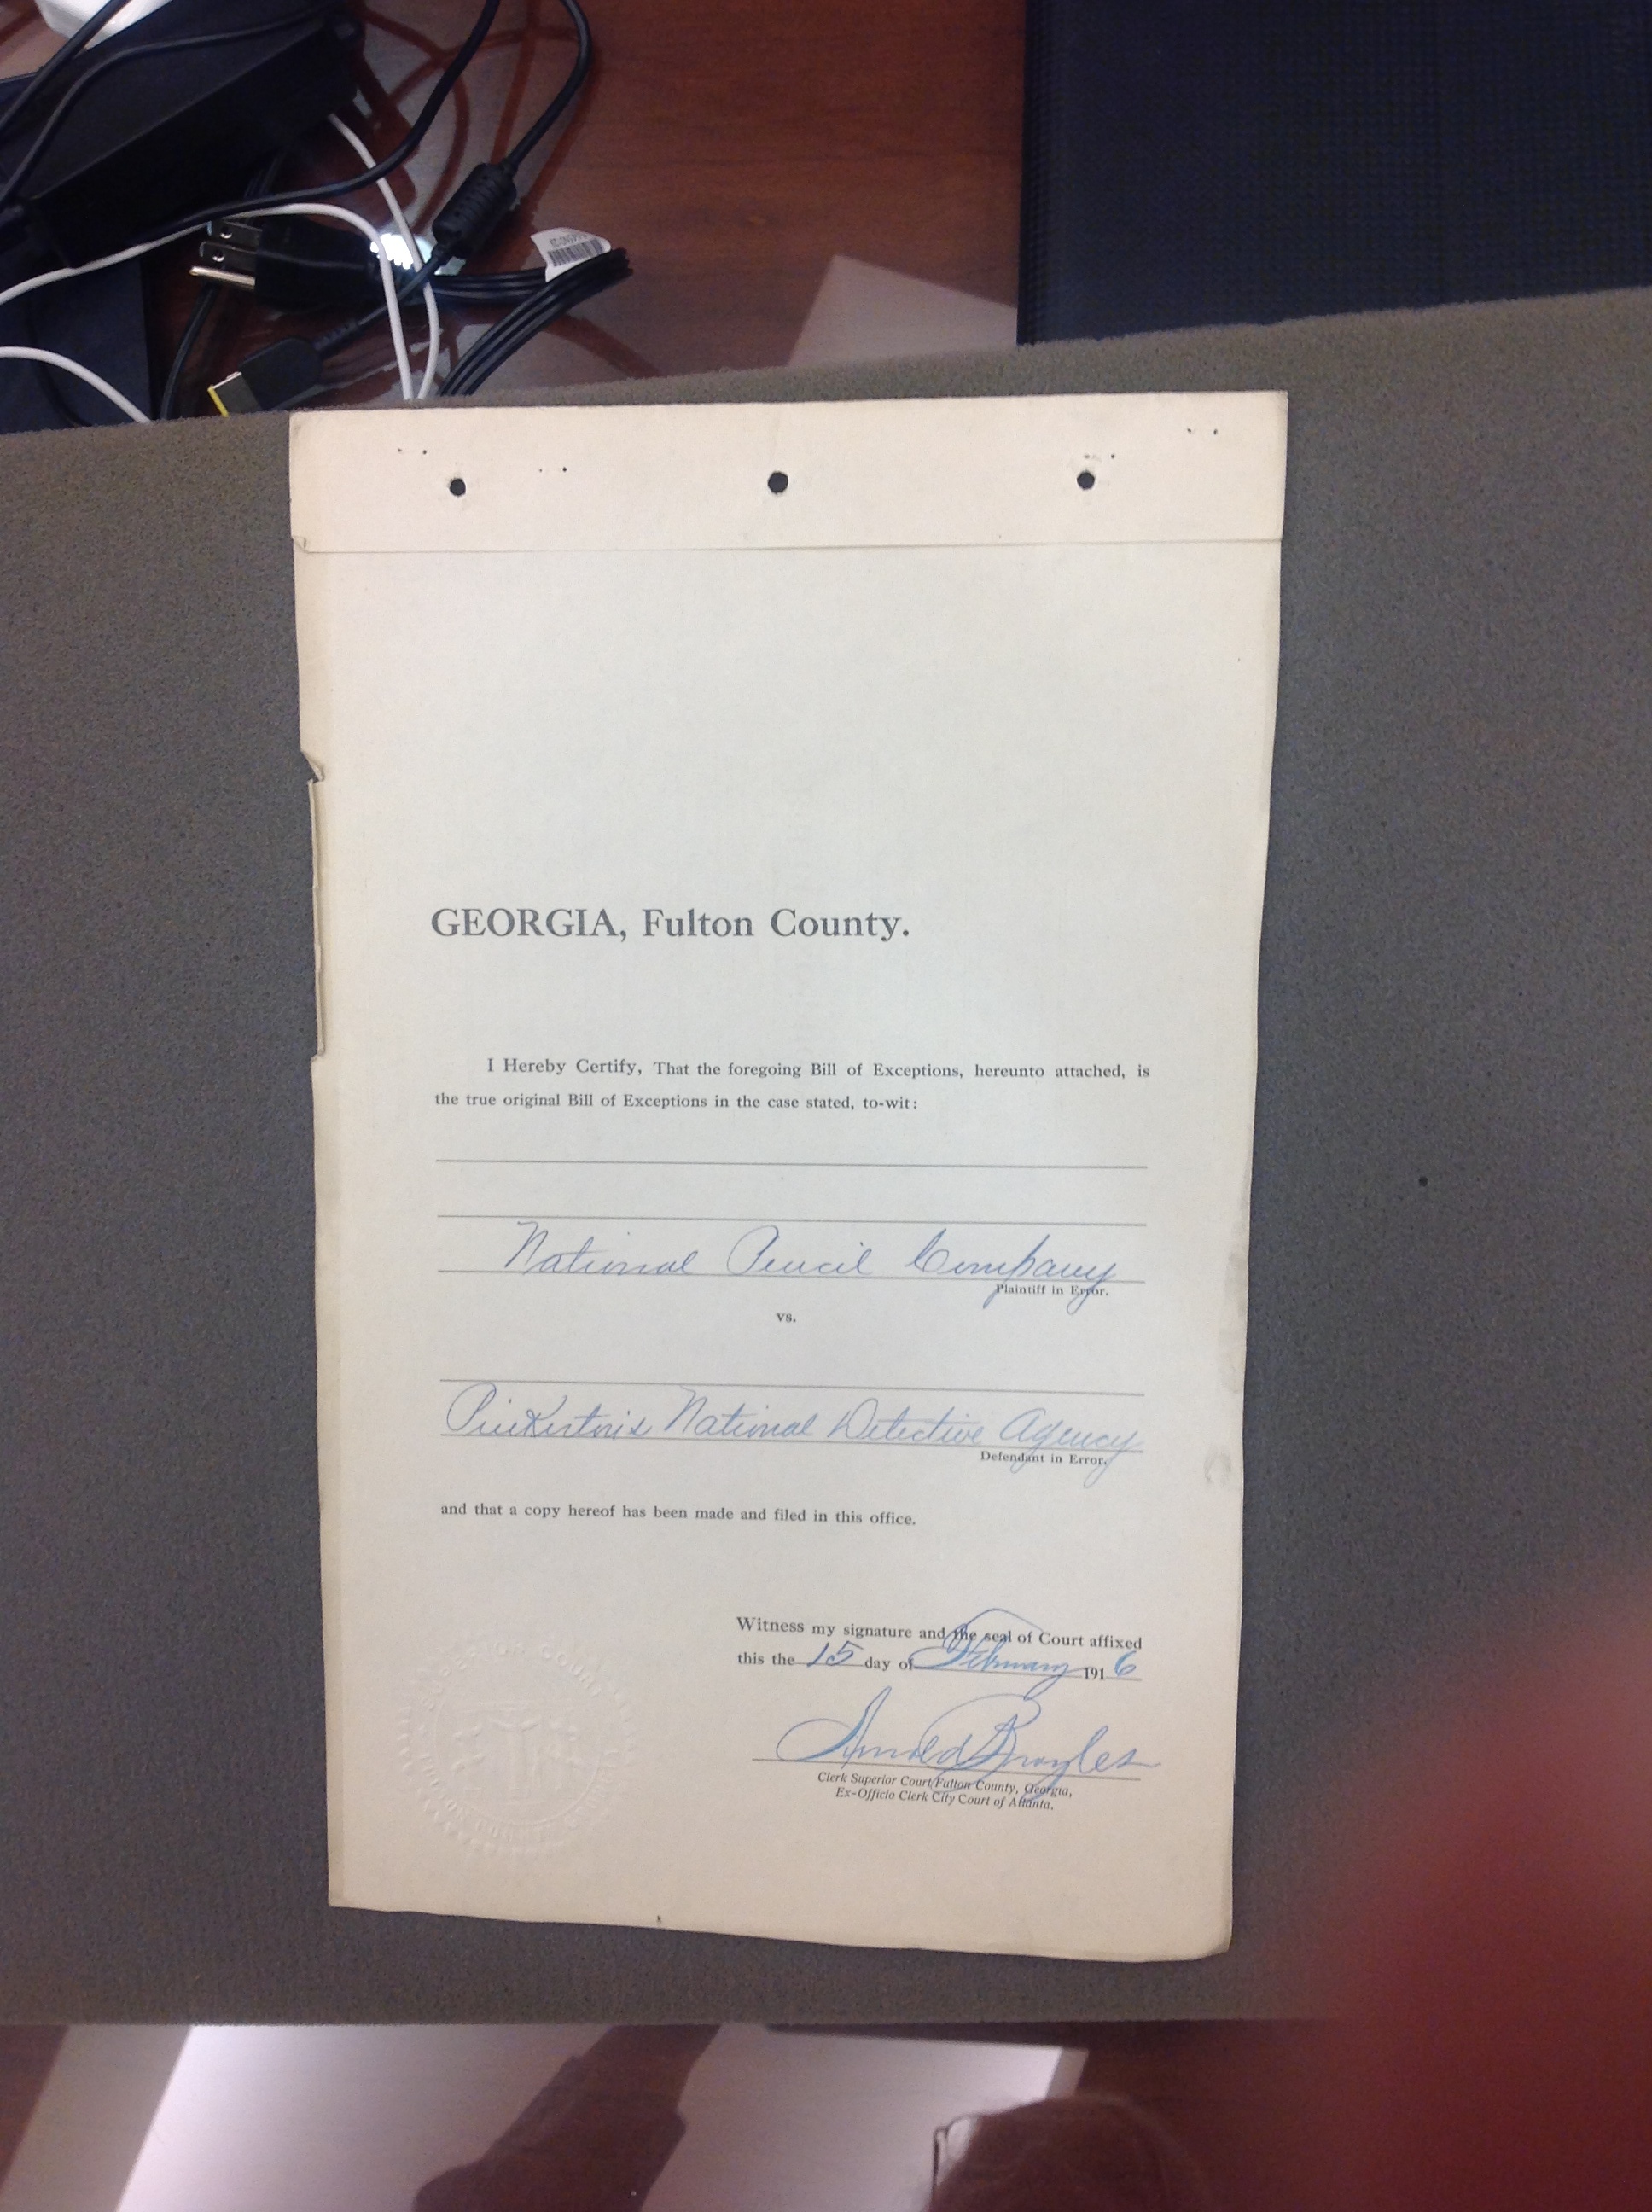 GEORGIA, Fulton County.
I Hereby Certify, That the foregoing Bill of Exceptions, hereunto attached, is
the true original Bill of Exceptions in the case stated, to-wit:
National Pencil Company
Plaintiff in Error.
vs.
Pinkerton's National Detective Agency
Defendant in Error.
and that a copy hereof has been made and filed in this office.
Witness my signature and the seal of Court affixed
this the 15 day of February 1916
Arnold Broyles
Clerk Superior Court Fulton County, Georgia,
Ex-Officio Clerk City Court of Atlanta.
SUPERIOR COURT